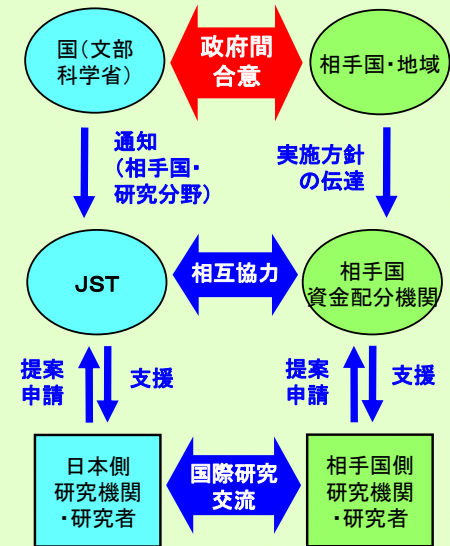 国(文部
科学省)
政府間
合意
相手国・地域
通知
(相手国・
研究分野)
実施方針
の伝達
JST
相互協力
相手国
資金配分機関
提案
申請
支援
提案
申請
支援
日本側
研究機関
・研究者
国際研究
交流
相手国側
研究機関
・研究者